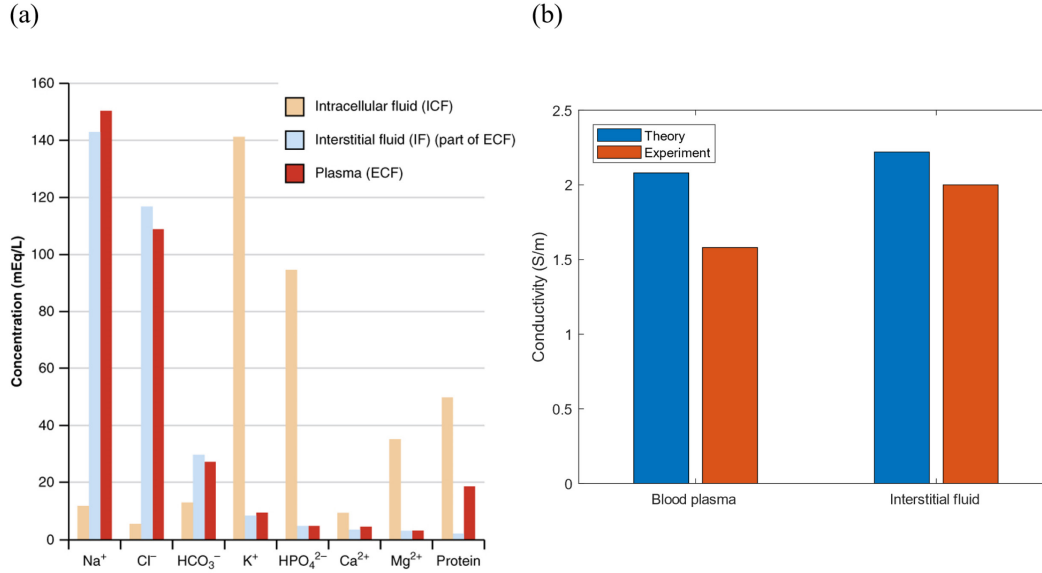 (a)
160
140
120
100
80
60
40
20
0
Concentration (mEq/L)
Intracellular fluid (ICF)
Interstitial fluid (IF) (part of ECF)
Plasma (ECF)
Na⁺
Cl⁻
HCO₃⁻
K⁺
HPO₄²⁻
Ca²⁺
Mg²⁺
Protein
(b)
2.5
2
1.5
1
0.5
0
Conductivity (S/m)
Theory
Experiment
Blood plasma
Interstitial fluid